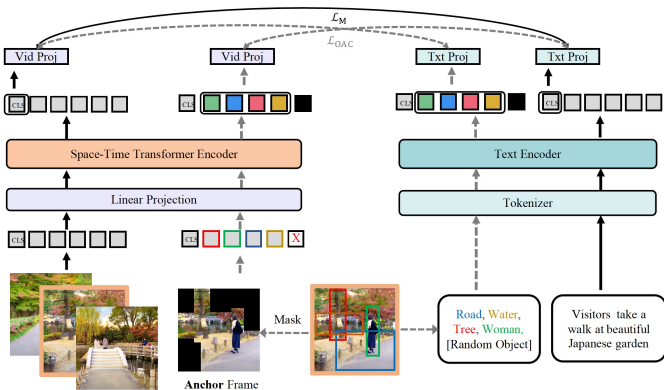 ℒ_M
ℒ_OAC
Vid Proj
Vid Proj
Txt Proj
Txt Proj
CLS
CLS
CLS
CLS
Space-Time Transformer Encoder
Text Encoder
Linear Projection
Tokenizer
CLS
CLS
X
Mask
Road, Water,
Tree, Woman,
[Random Object]
Visitors take a
walk at beautiful
Japanese garden
Anchor Frame